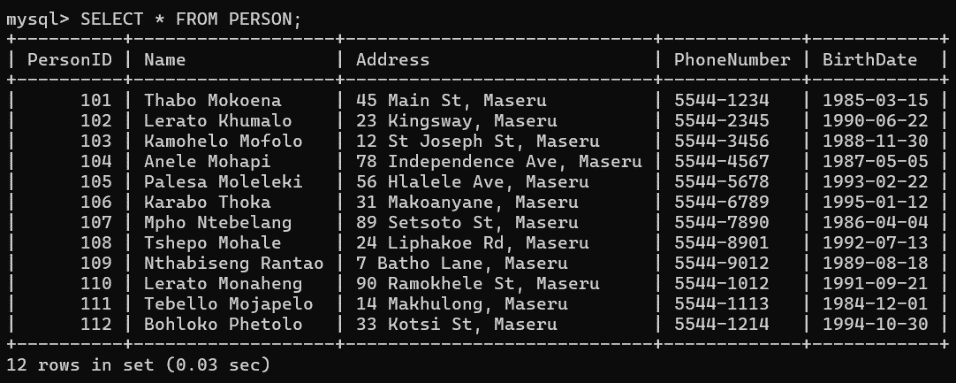 mysql> SELECT * FROM PERSON;
+----------+------------------+------------------------------+-------------+------------+
| PersonID | Name             | Address                      | PhoneNumber | BirthDate  |
+----------+------------------+------------------------------+-------------+------------+
|      101 | Thabo Mokoena    | 45 Main St, Maseru           | 5544-1234   | 1985-03-15 |
|      102 | Lerato Khumalo   | 23 Kingsway, Maseru          | 5544-2345   | 1990-06-22 |
|      103 | Kamohelo Mofolo  | 12 St Joseph St, Maseru      | 5544-3456   | 1988-11-30 |
|      104 | Anele Mohapi     | 78 Independence Ave, Maseru  | 5544-4567   | 1987-05-05 |
|      105 | Palesa Moleleki  | 56 Hlalele Ave, Maseru       | 5544-5678   | 1993-02-22 |
|      106 | Karabo Thoka     | 31 Makoanyane, Maseru        | 5544-6789   | 1995-01-12 |
|      107 | Mpho Ntebelang   | 89 Setsoto St, Maseru        | 5544-7890   | 1986-04-04 |
|      108 | Tshepo Mohale    | 24 Liphakoe Rd, Maseru       | 5544-8901   | 1992-07-13 |
|      109 | Nthabiseng Rantao | 7 Batho Lane, Maseru        | 5544-9012   | 1989-08-18 |
|      110 | Lerato Monaheng  | 90 Ramokhele St, Maseru      | 5544-1012   | 1991-09-21 |
|      111 | Tebello Mojapelo | 14 Makhulong, Maseru         | 5544-1113   | 1984-12-01 |
|      112 | Bohloko Phetolo  | 33 Kotsi St, Maseru          | 5544-1214   | 1994-10-30 |
+----------+------------------+------------------------------+-------------+------------+
12 rows in set (0.03 sec)